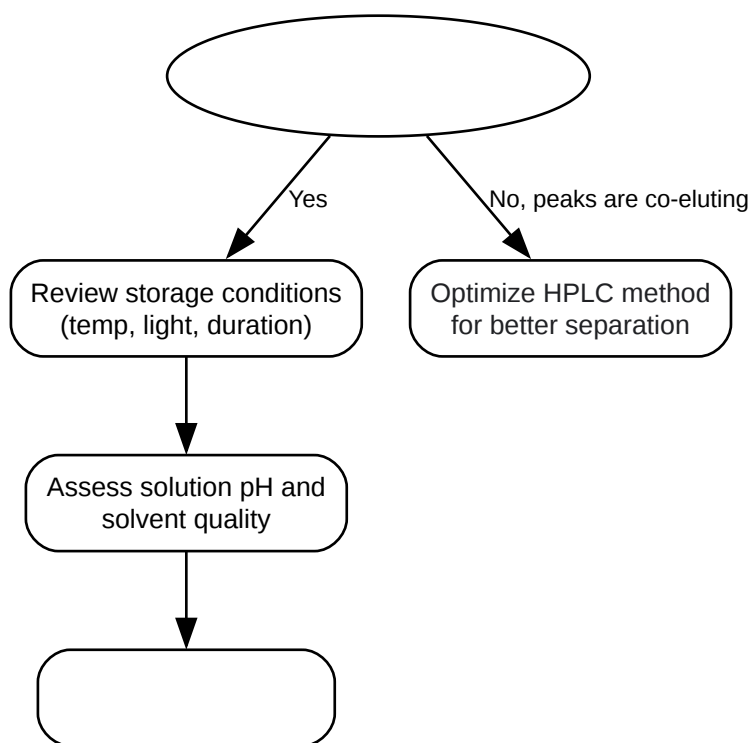 Yes
No, peaks are co-eluting
Review storage conditions
(temp, light, duration)
Optimize HPLC method
for better separation
Assess solution pH and
solvent quality